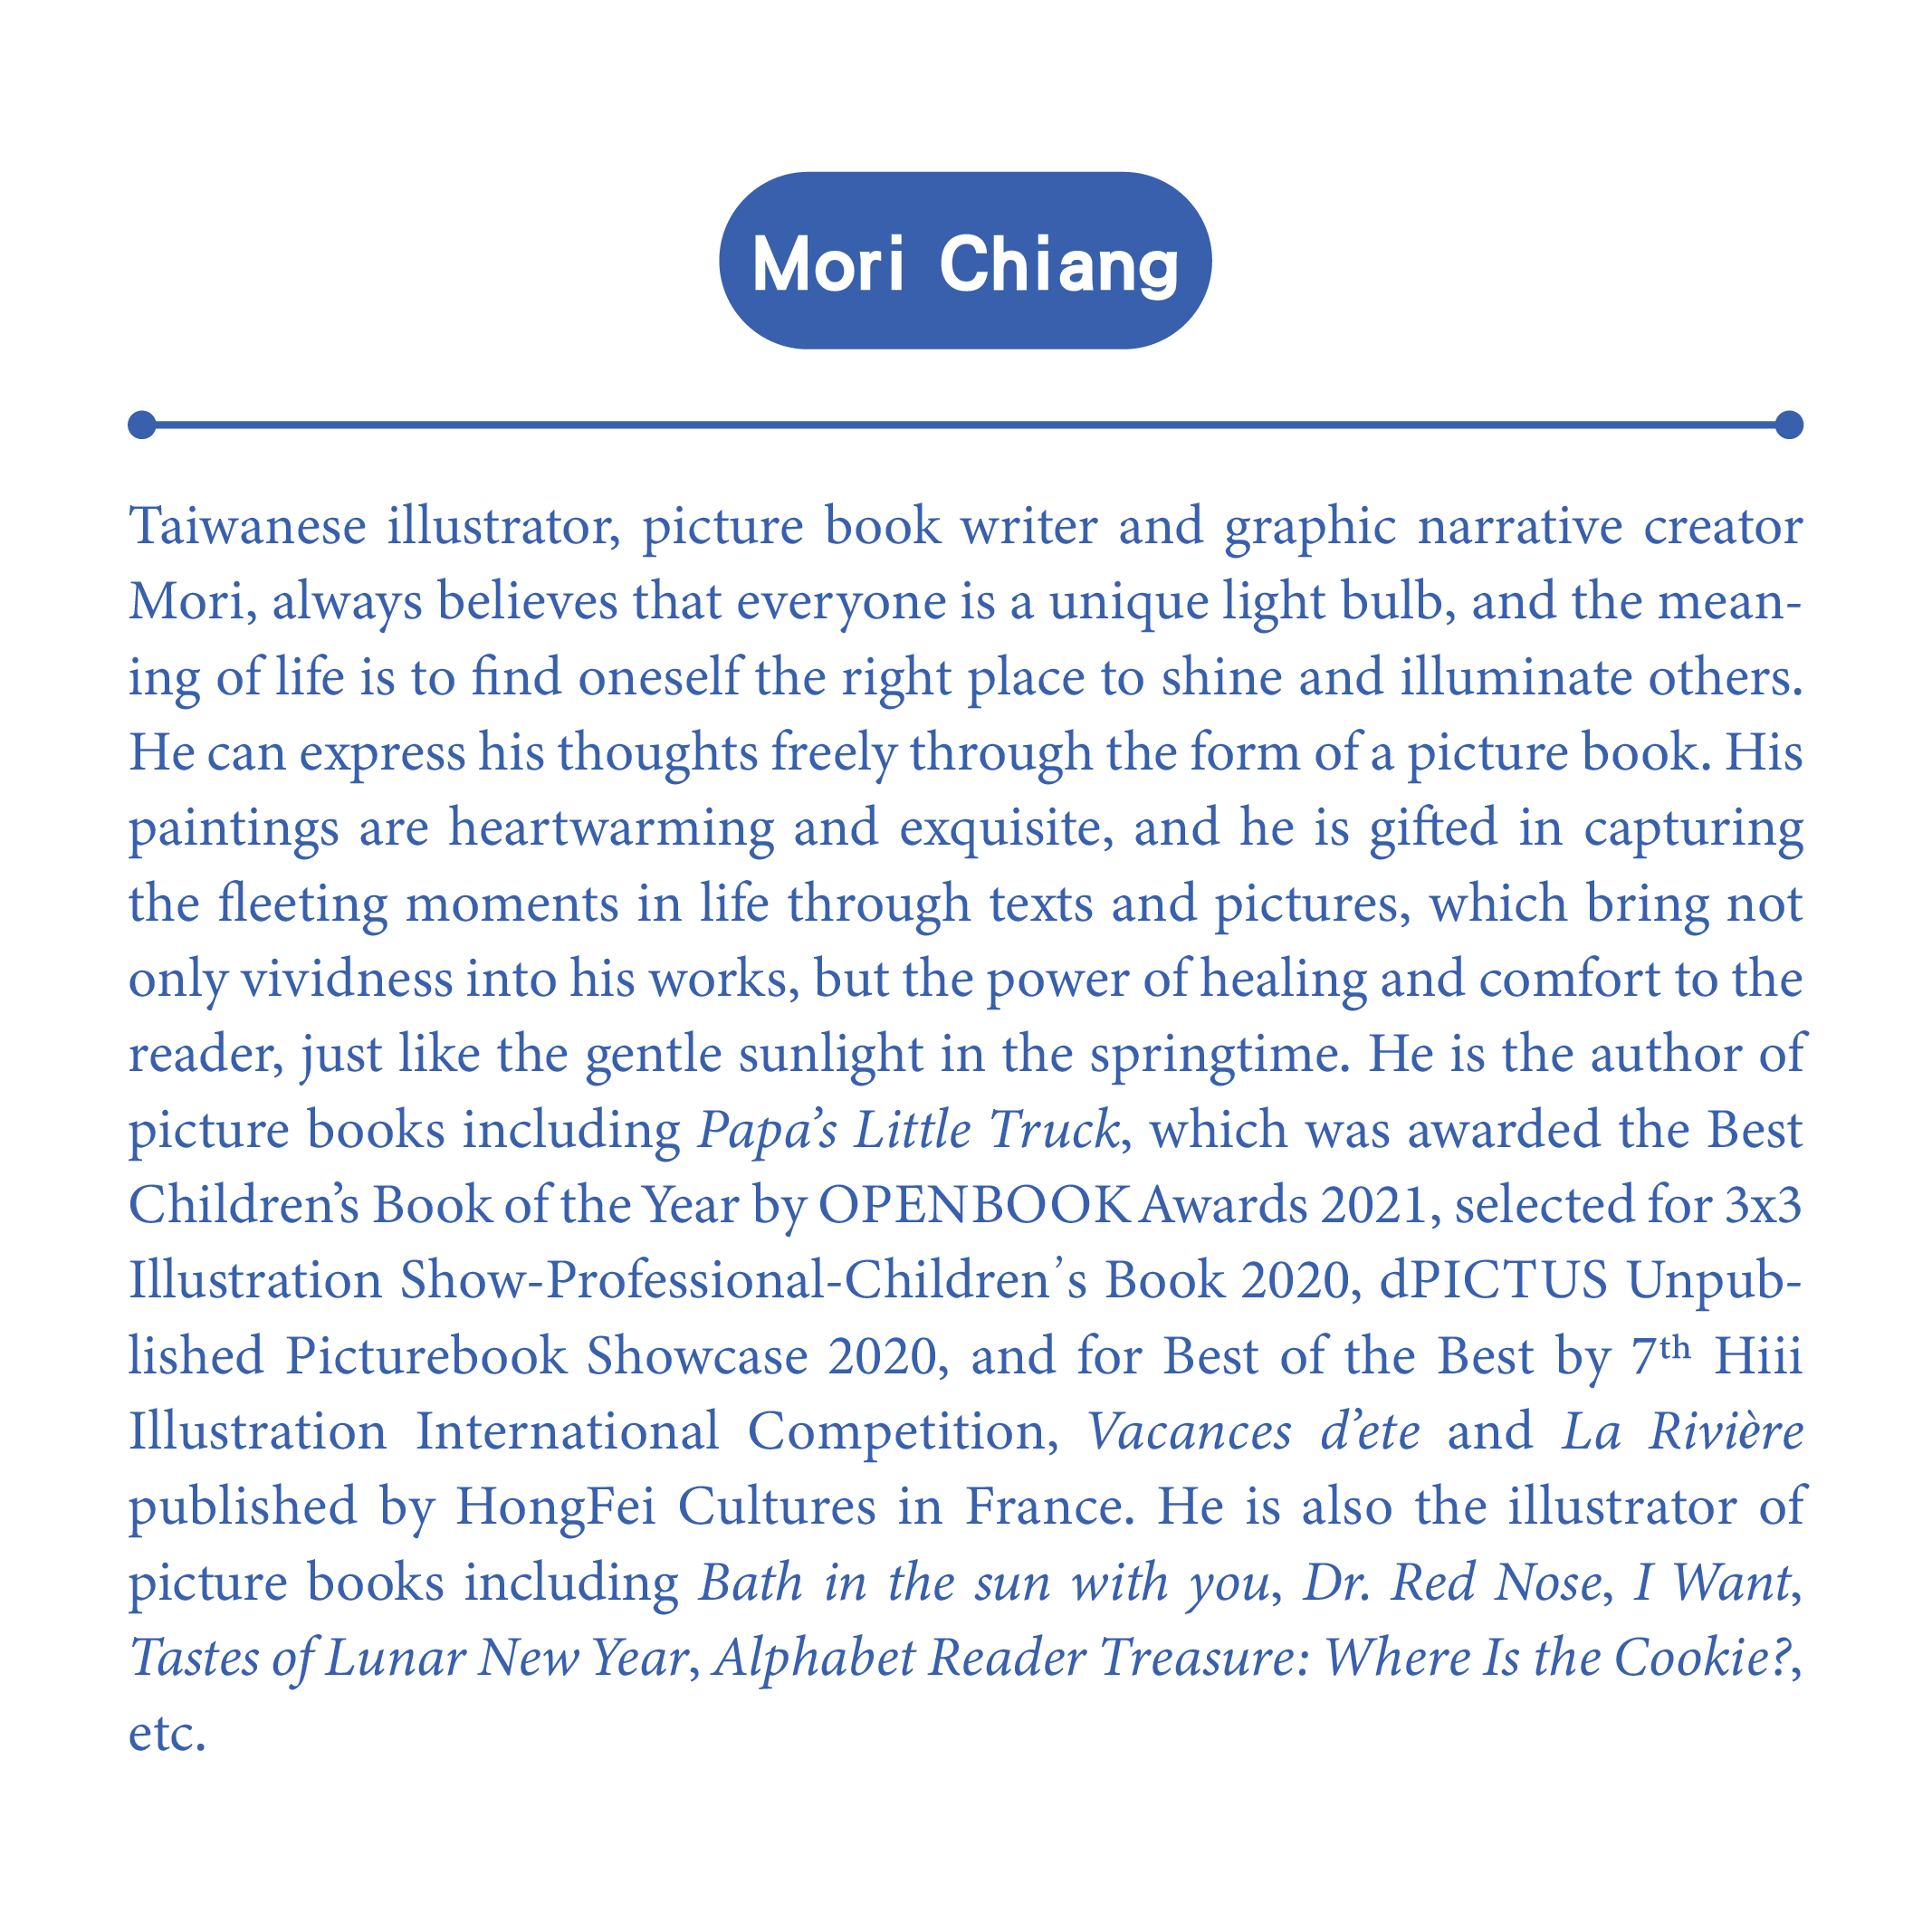 Mori Chiang
Taiwanese illustrator, picture book writer and graphic narrative creator
Mori, always believes that everyone is a unique light bulb, and the mean-
ing of life is to find oneself the right place to shine and illuminate others.
He can express his thoughts freely through the form of a picture book. His
paintings are heartwarming and exquisite, and he is gifted in capturing
the fleeting moments in life through texts and pictures, which bring not
only vividness into his works, but the power of healing and comfort to the
reader, just like the gentle sunlight in the springtime. He is the author of
picture books including Papa’s Little Truck, which was awarded the Best
Children’s Book of the Year by OPENBOOK Awards 2021, selected for 3x3
Illustration Show-Professional-Children’s Book 2020, dPICTUS Unpub-
lished Picturebook Showcase 2020, and for Best of the Best by 7th Hiii
Illustration International Competition, Vacances d’ete and La Rivière
published by HongFei Cultures in France. He is also the illustrator of
picture books including Bath in the sun with you, Dr. Red Nose, I Want,
Tastes of Lunar New Year, Alphabet Reader Treasure: Where Is the Cookie?,
etc.